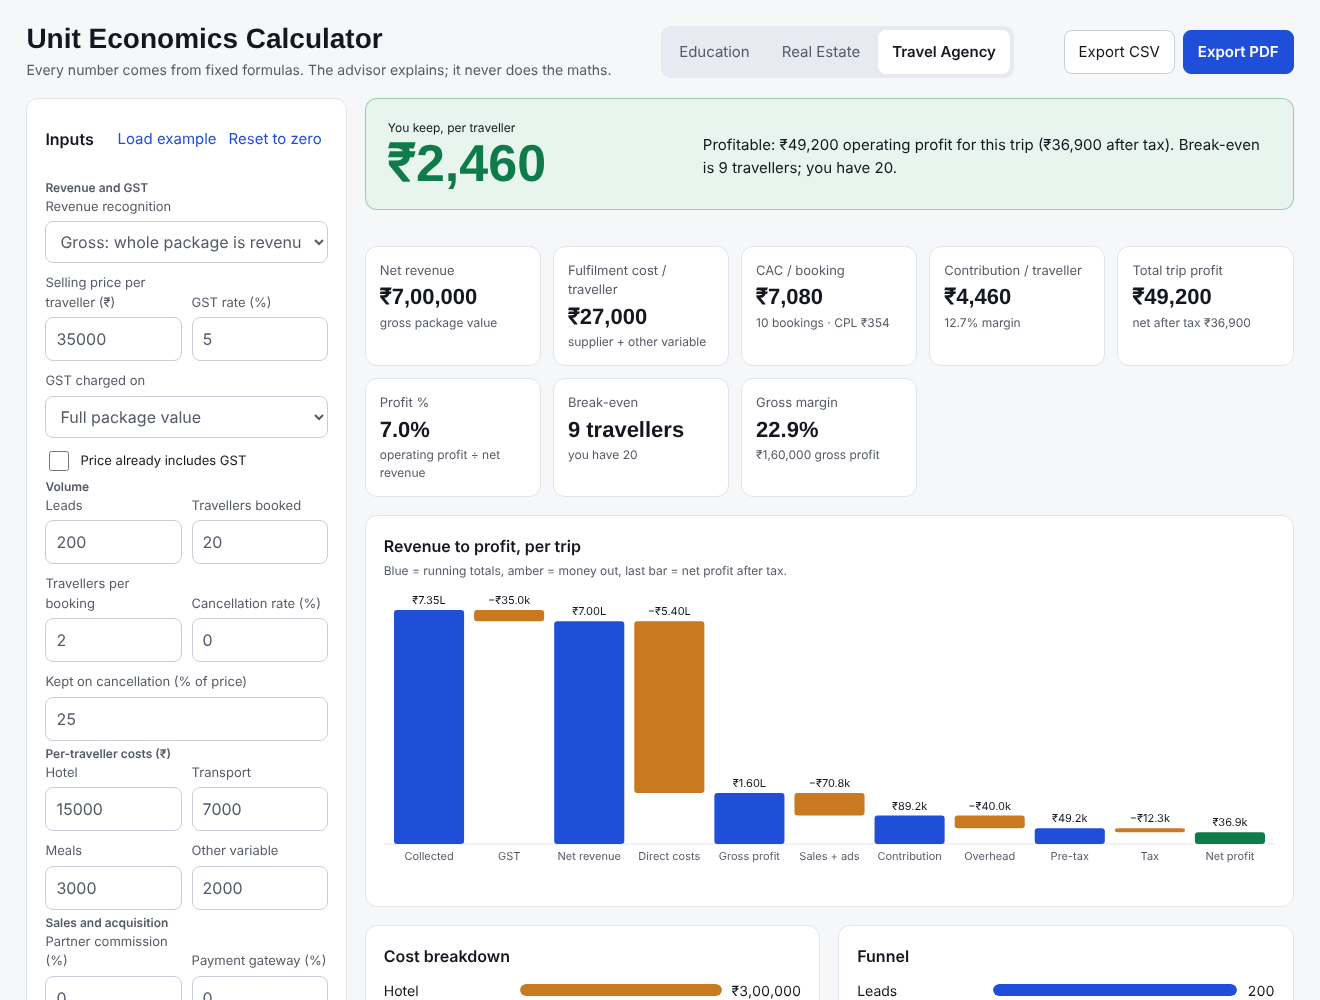 Unit Economics Calculator
Every number comes from fixed formulas. The advisor explains; it never does the maths.
Education
Real Estate
Travel Agency
Export CSV
Export PDF
Inputs
Load example
Reset to zero
Revenue and GST
Revenue recognition
Gross: whole package is revenu
Selling price per
traveller (₹)
GST rate (%)
35000
5
GST charged on
Full package value
Price already includes GST
Volume
Leads
Travellers booked
200
20
Travellers per
booking
Cancellation rate (%)
2
0
Kept on cancellation (% of price)
25
Per-traveller costs (₹)
Hotel
Transport
15000
7000
Meals
Other variable
3000
2000
Sales and acquisition
Partner commission
(%)
Payment gateway (%)
0
0
You keep, per traveller
₹2,460
Profitable: ₹49,200 operating profit for this trip (₹36,900 after tax). Break-even
is 9 travellers; you have 20.
Net revenue
₹7,00,000
gross package value
Fulfilment cost /
traveller
₹27,000
supplier + other variable
CAC / booking
₹7,080
10 bookings · CPL ₹354
Contribution / traveller
₹4,460
12.7% margin
Total trip profit
₹49,200
net after tax ₹36,900
Profit %
7.0%
operating profit ÷ net
revenue
Break-even
9 travellers
you have 20
Gross margin
22.9%
₹1,60,000 gross profit
Revenue to profit, per trip
Blue = running totals, amber = money out, last bar = net profit after tax.
₹7.35L
−₹35.0k
₹7.00L
−₹5.40L
₹1.60L
−₹70.8k
₹89.2k
−₹40.0k
₹49.2k
−₹12.3k
₹36.9k
Collected
GST
Net revenue
Direct costs
Gross profit
Sales + ads
Contribution
Overhead
Pre-tax
Tax
Net profit
Cost breakdown
Hotel
₹3,00,000
Funnel
Leads
200